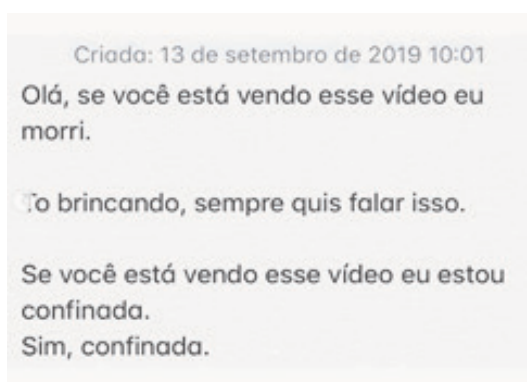 Criada: 13 de setembro de 2019 10:01
Olá, se você está vendo esse vídeo eu
morri.
To brincando, sempre quis falar isso.
Se você está vendo esse vídeo eu estou
confinada.
Sim, confinada.